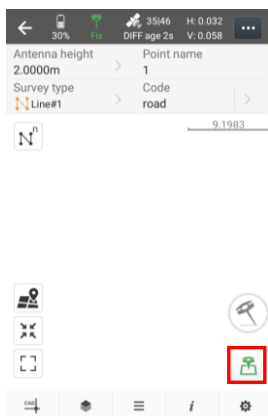 35|46 H: 0.032
30% Fix DIFF age 2s V: 0.058
Antenna height Point name
2.0000m 1
Survey type Code
Line#1 road
N n 9.1983
CAD i